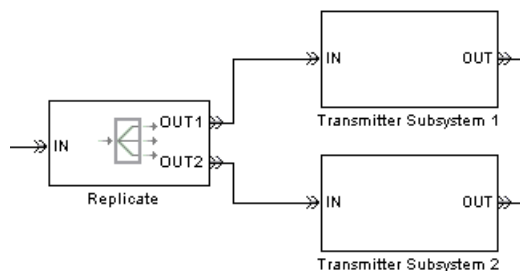 IN
OUT1
OUT2
Replicate
IN
OUT
Transmitter Subsystem 1
IN
OUT
Transmitter Subsystem 2